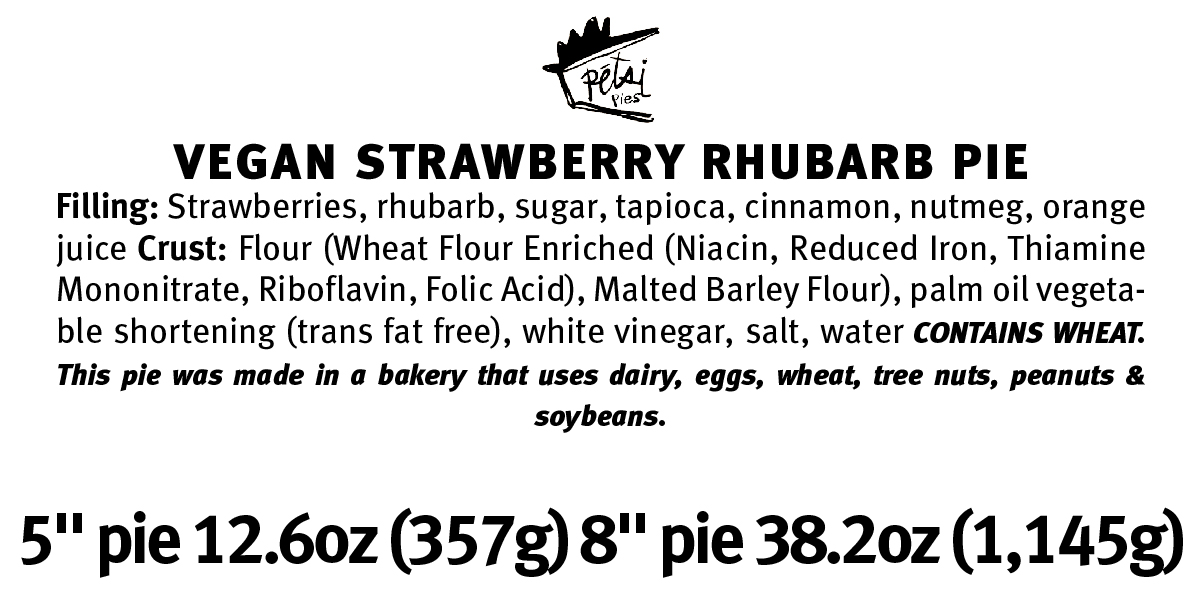 pétsi
Pies
VEGAN STRAWBERRY RHUBARB PIE
Filling: Strawberries, rhubarb, sugar, tapioca, cinnamon, nutmeg, orange
juice Crust: Flour (Wheat Flour Enriched (Niacin, Reduced Iron, Thiamine
Mononitrate, Riboflavin, Folic Acid), Malted Barley Flour), palm oil vegeta-
ble shortening (trans fat free), white vinegar, salt, water CONTAINS WHEAT.
This pie was made in a bakery that uses dairy, eggs, wheat, tree nuts, peanuts &
soybeans.
5" pie 12.6oz (357g) 8" pie 38.2oz (1,145g)